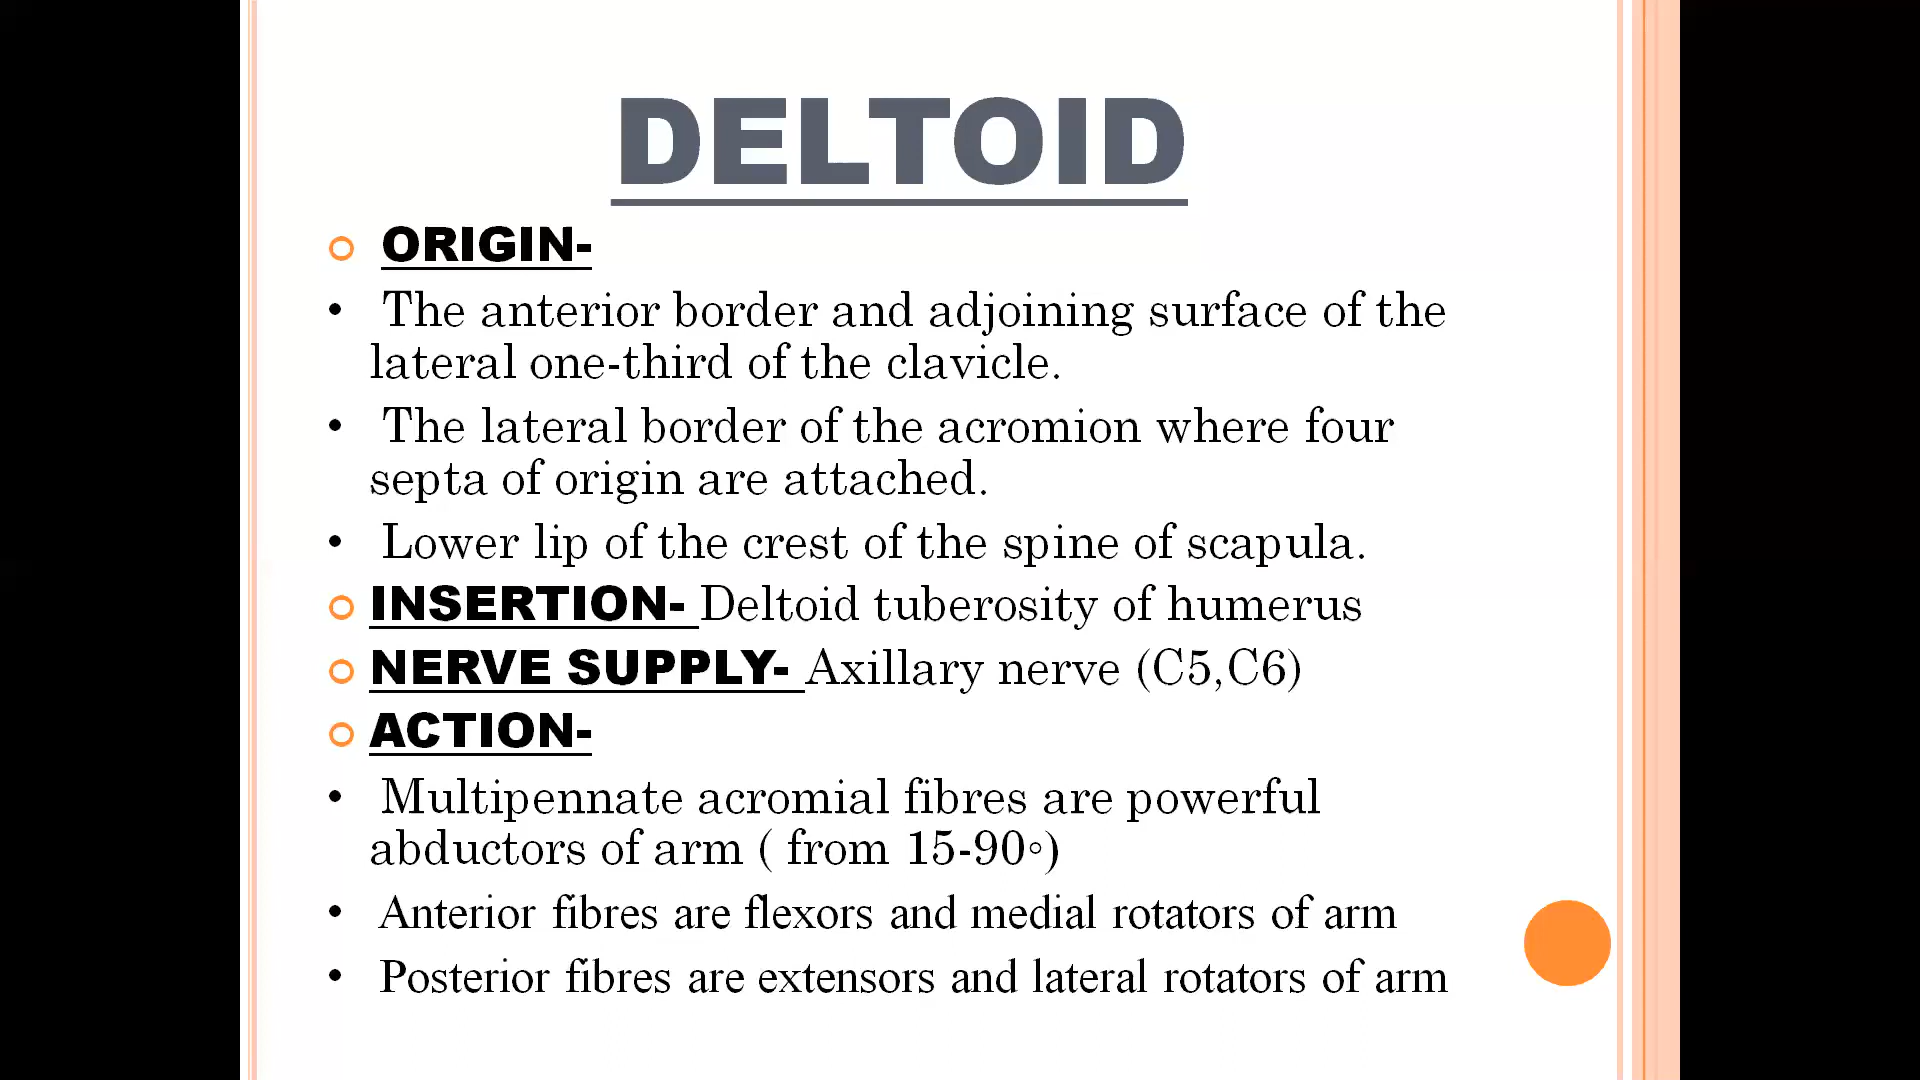 DELTOID
ORIGIN-
• The anterior border and adjoining surface of the
lateral one-third of the clavicle.
• The lateral border of the acromion where four
septa of origin are attached.
• Lower lip of the crest of the spine of scapula.
INSERTION- Deltoid tuberosity of humerus
NERVE SUPPLY- Axillary nerve (C5,C6)
ACTION-
• Multipennate acromial fibres are powerful
abductors of arm ( from 15-90◦)
• Anterior fibres are flexors and medial rotators of arm
• Posterior fibres are extensors and lateral rotators of arm